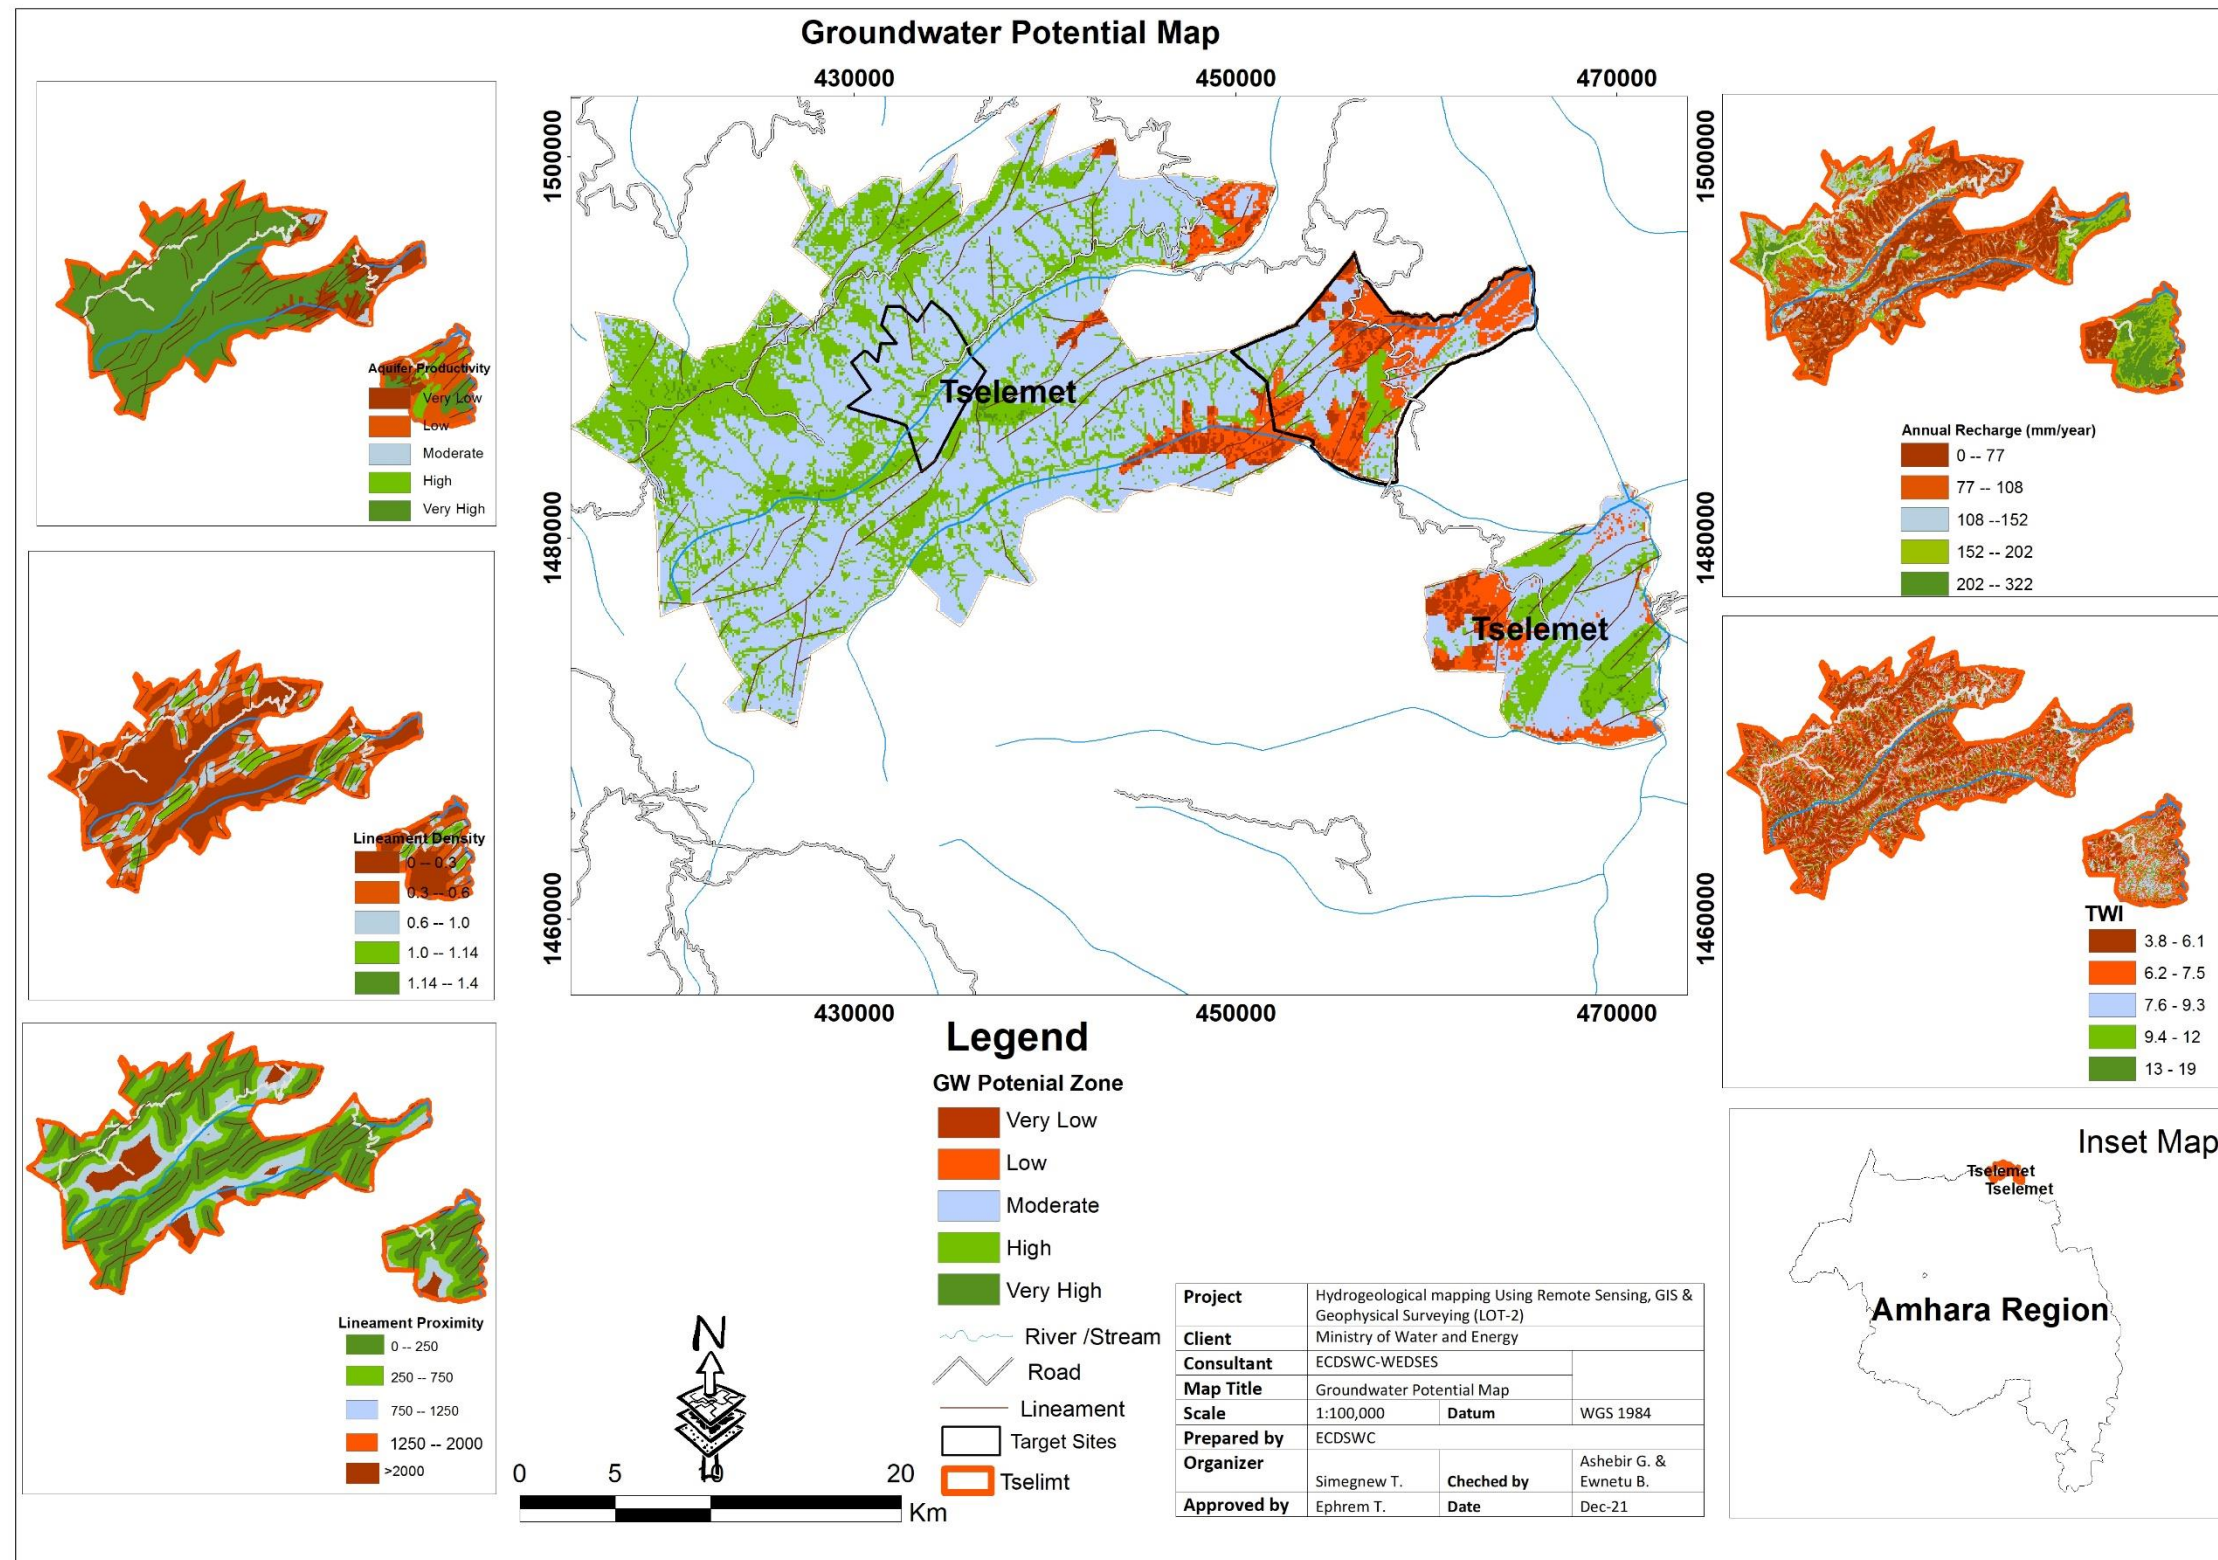 Groundwater Potential Map
430000
450000
470000
1500000
1480000
1460000
1500000
1480000
1460000
430000
450000
470000
Tselemet
Tselemet
Aquifer Productivity
Very Low
Low
Moderate
High
Very High
Lineament Density
0 -- 0.3
0.3 -- 0.6
0.6 -- 1.0
1.0 -- 1.14
1.14 -- 1.4
Lineament Proximity
0 -- 250
250 -- 750
750 -- 1250
1250 -- 2000
>2000
Annual Recharge (mm/year)
0 -- 77
77 -- 108
108 --152
152 -- 202
202 -- 322
TWI
3.8 - 6.1
6.2 - 7.5
7.6 - 9.3
9.4 - 12
13 - 19
Inset Map
Tselemet
Tselemet
Amhara Region
Legend
GW Potenial Zone
Very Low
Low
Moderate
High
Very High
River /Stream
Road
Lineament
Target Sites
Tselimt
N
0 5 10 20
Km
Project Hydrogeological mapping Using Remote Sensing, GIS &
Geophysical Surveying (LOT-2)
Client Ministry of Water and Energy
Consultant ECDSWC-WEDSES
Map Title Groundwater Potential Map
Scale 1:100,000 Datum WGS 1984
Prepared by ECDSWC
Organizer Simegnew T. Cheched by Ashebir G. &
Ewnetu B.
Approved by Ephrem T. Date Dec-21